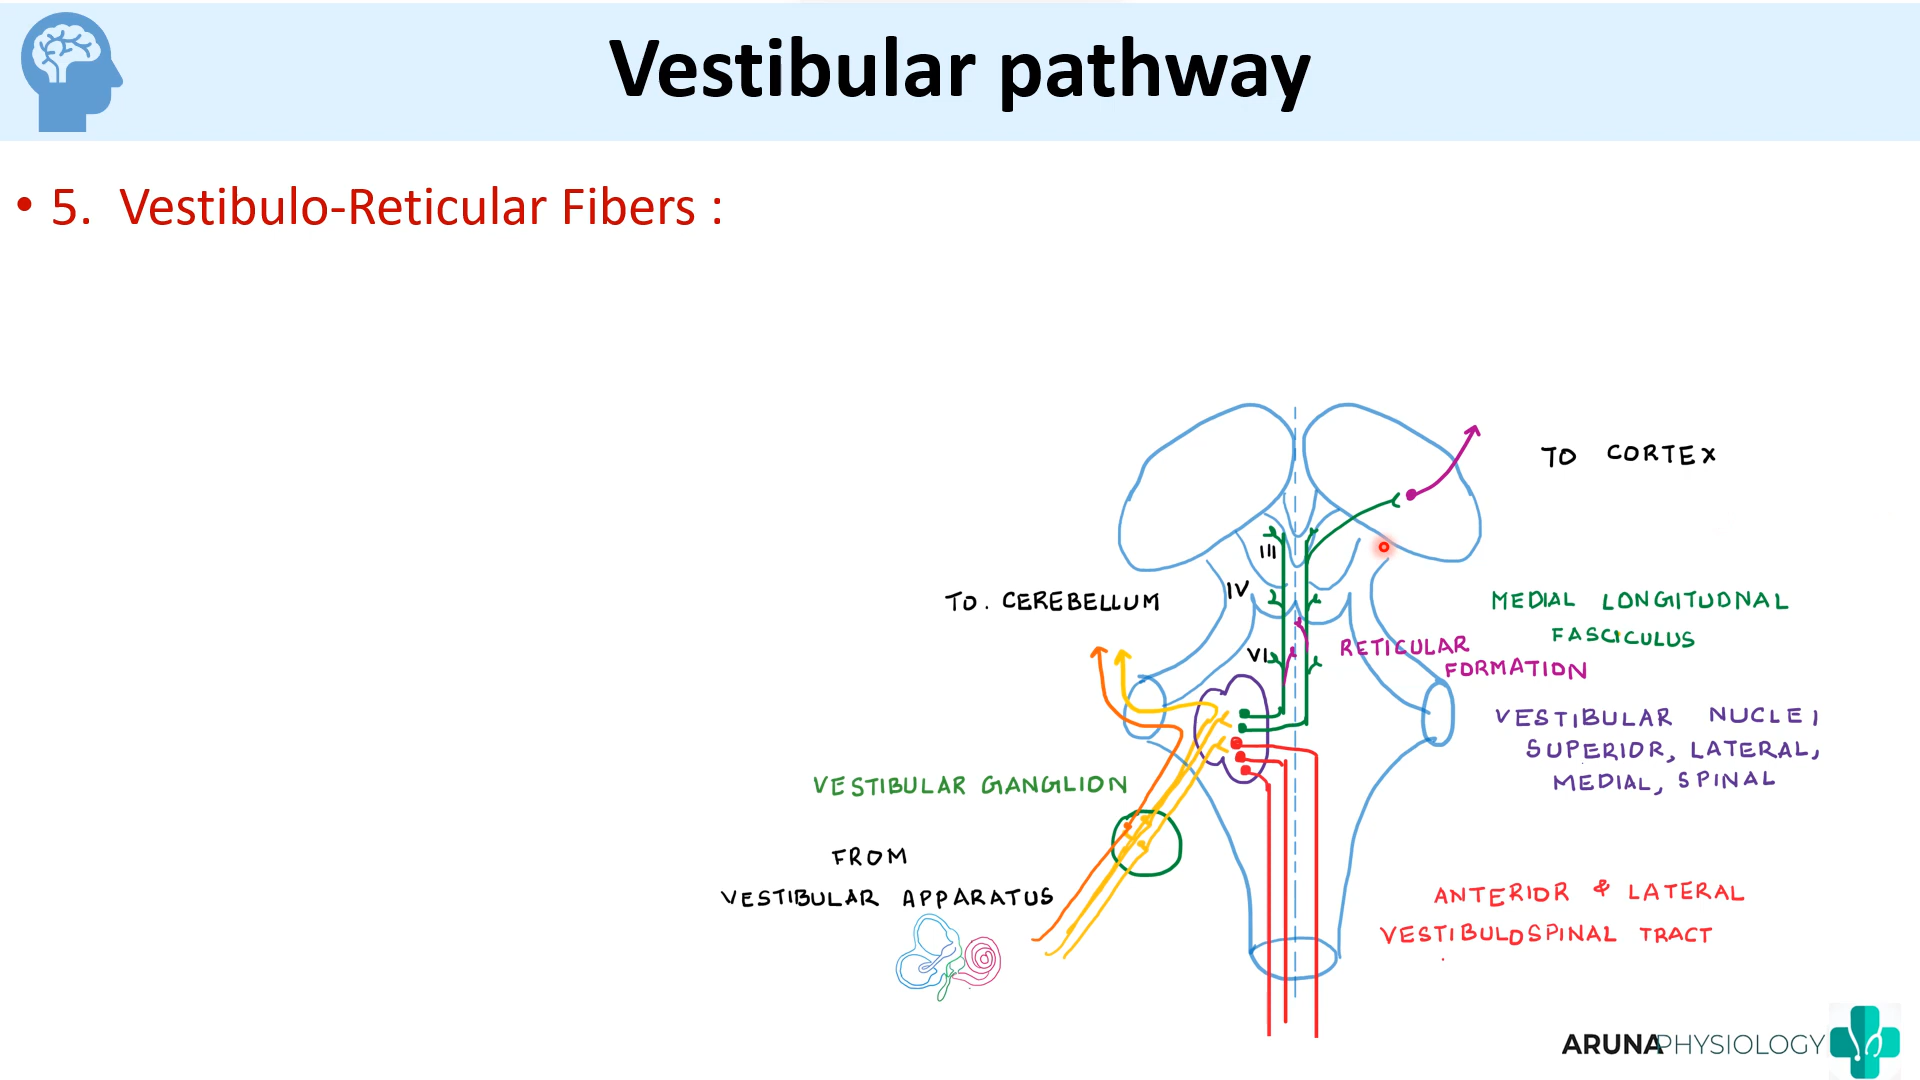 Vestibular pathway
• 5. Vestibulo-Reticular Fibers :
TO CORTEX
III
IV
TO. CEREBELLUM
MEDIAL LONGITUDNAL
FASCICULUS
VI
RETICULAR
FORMATION
VESTIBULAR NUCLEI
SUPERIOR, LATERAL,
MEDIAL, SPINAL
VESTIBULAR GANGLION
FROM
VESTIBULAR APPARATUS
ANTERIOR & LATERAL
VESTIBULOSPINAL TRACT
ARUNAPHYSIOLOGY